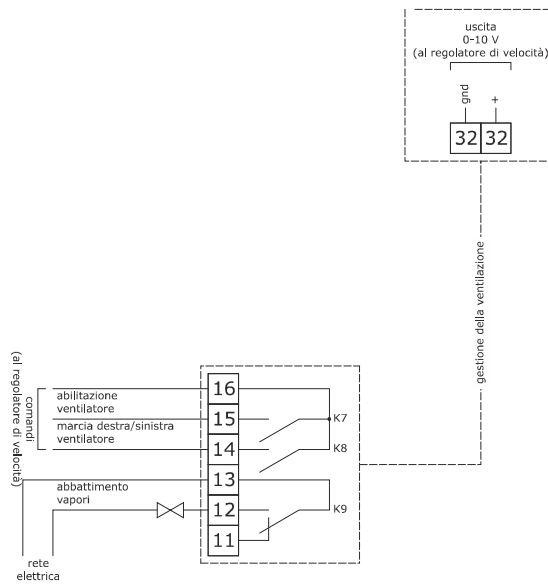 uscita
0-10 V
(al regolatore di velocità)
gnd
+
32 32
gestione della ventilazione
(al regolatore di velocità)
comandi
abilitazione
ventilatore
marcia destra/sinistra
ventilatore
abbattimento
vapori
rete
elettrica
16
15
14
13
12
11
K7
K8
K9